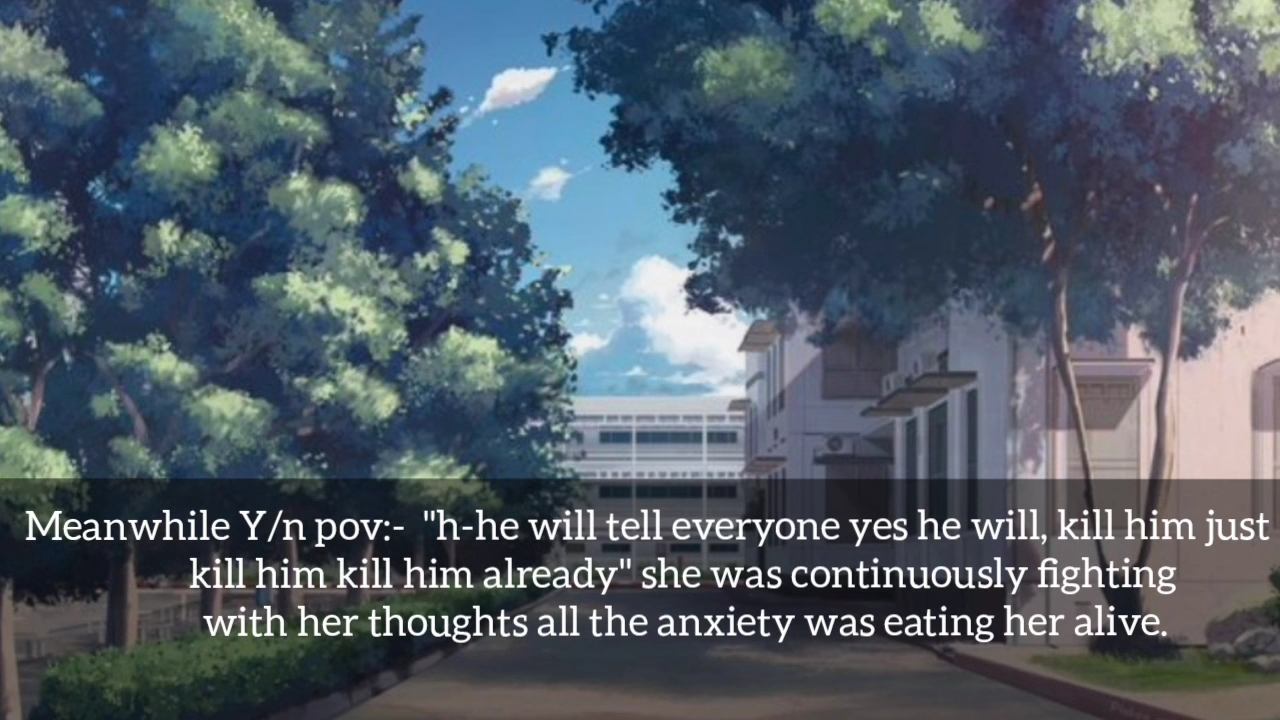 Meanwhile Y/n pov:- "h-he will tell everyone yes he will, kill him just
kill him kill him already" she was continuously fighting
with her thoughts all the anxiety was eating her alive.